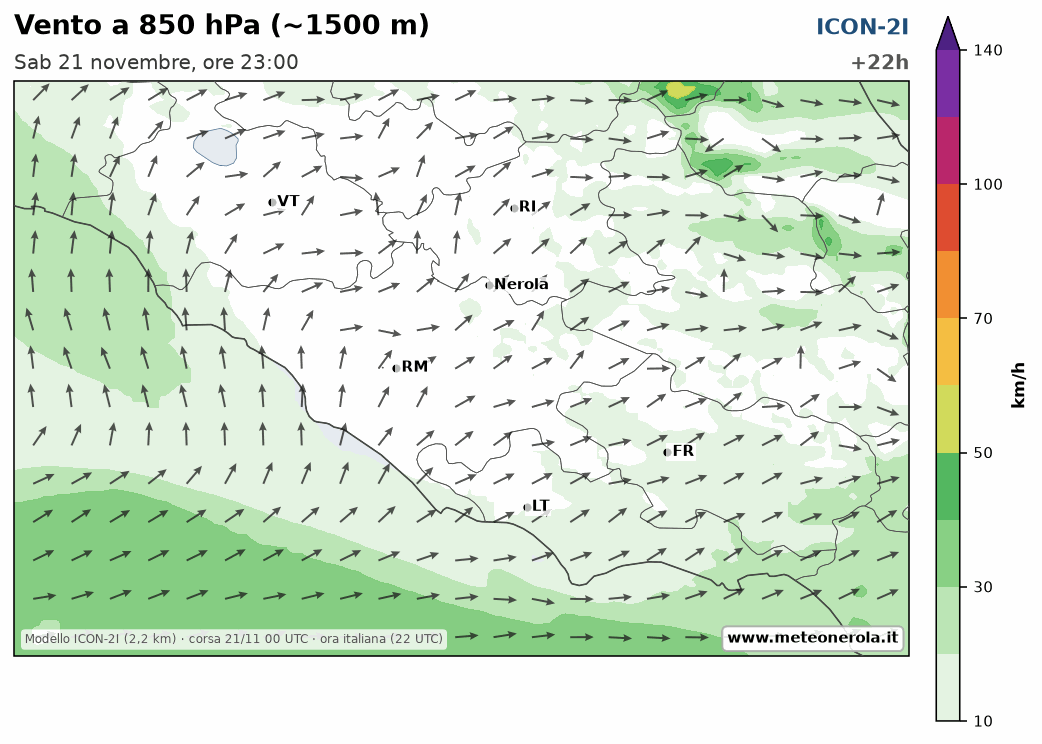 Vento a 850 hPa (~1500 m)
ICON-2I
Sab 21 novembre, ore 23:00
+22h
140
100
70
50
30
10
km/h
VT
RI
Nerola
RM
FR
LT
Modello ICON-2I (2,2 km) · corsa 21/11 00 UTC · ora italiana (22 UTC)
www.meteonerola.it